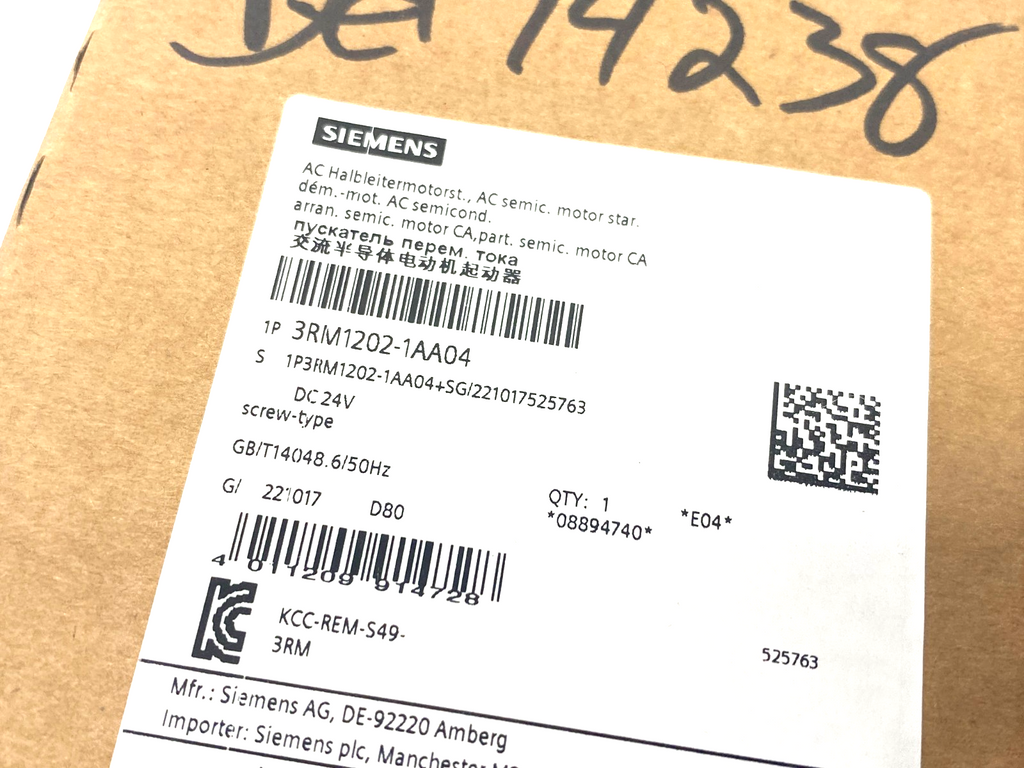 14238
SIEMENS
AC Halbleitermotorst., AC semic. motor star.
dém.-mot. AC semicond.
arran. semic. motor CA,part. semic. motor CA
пускатель перем. тока
交流半导体电动机起动器
1P 3RM1202-1AA04
S 1P3RM1202-1AA04+SG/221017525763
DC 24V
screw-type
GB/T14048.6/50Hz
G/ 221017 D80
QTY: 1 *E04*
*08894740*
4 011209 914728
KC
KCC-REM-S49-
3RM
525763
Mfr.: Siemens AG, DE-92220 Amberg
Importer: Siemens plc, Manchester